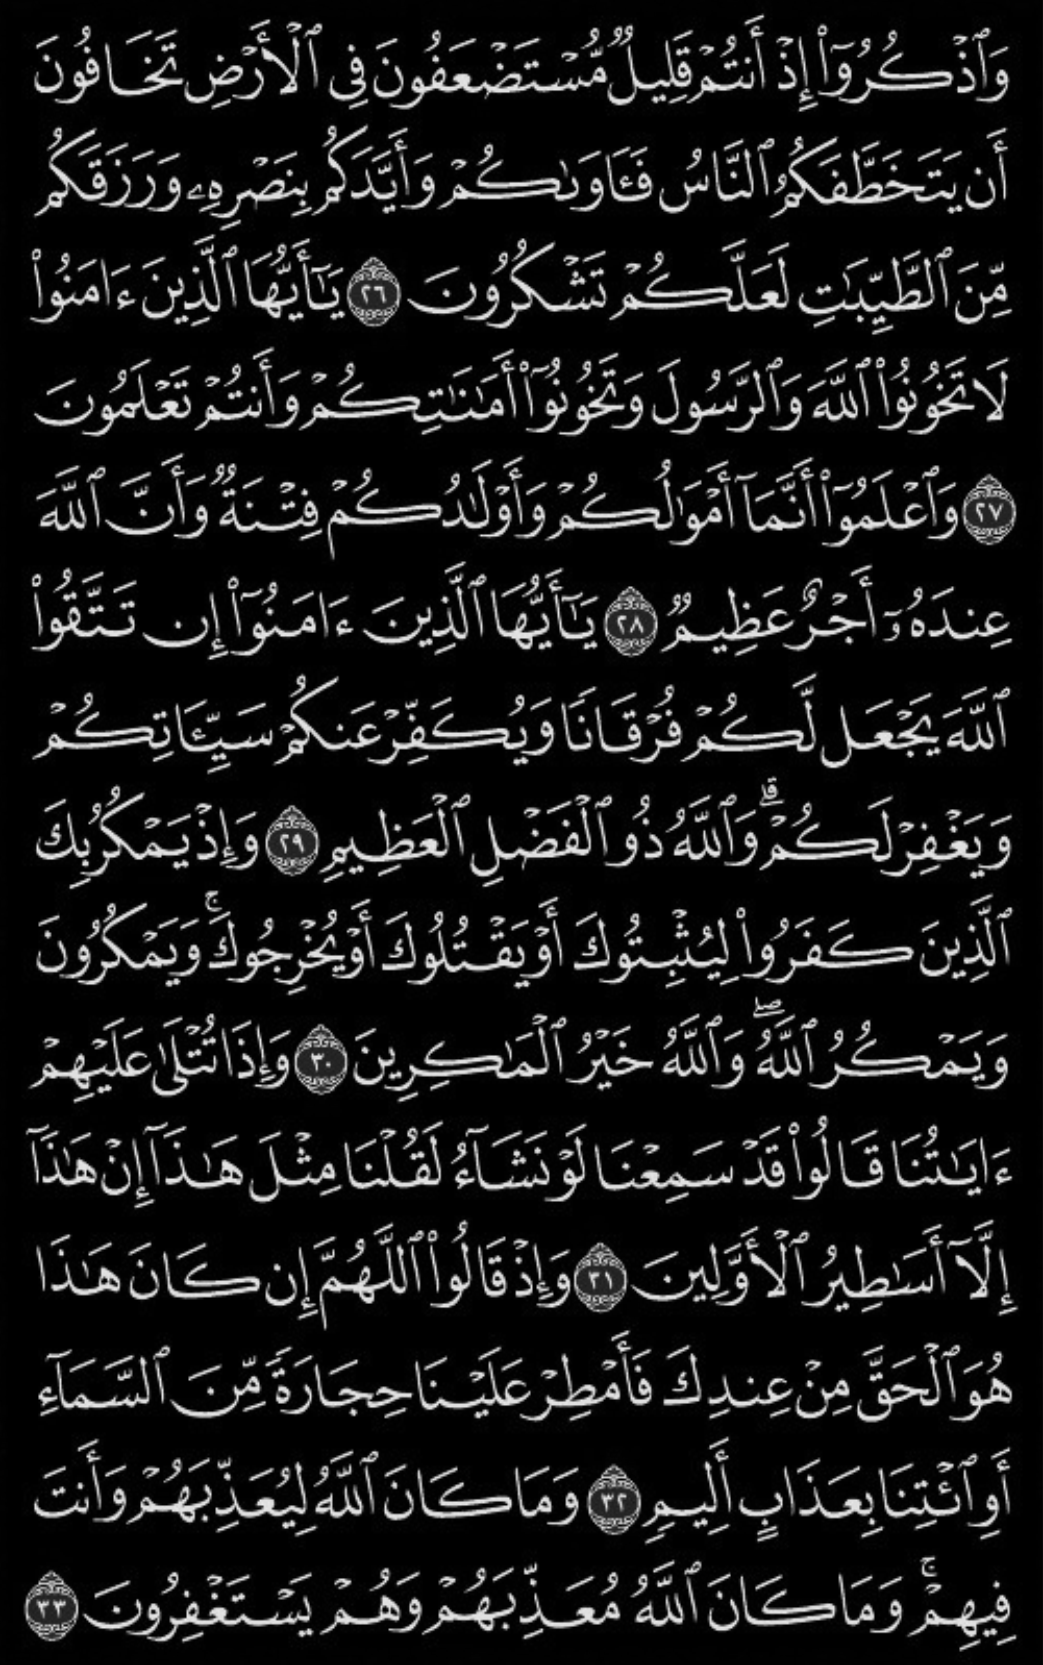 وَٱذْكُرُوٓا۟ إِذْ أَنتُمْ قَلِيلٌ مُّسْتَضْعَفُونَ فِى ٱلْأَرْضِ تَخَافُونَ
أَن يَتَخَطَّفَكُمُ ٱلنَّاسُ فَـَٔاوَىٰكُمْ وَأَيَّدَكُم بِنَصْرِهِۦ وَرَزَقَكُم
مِّنَ ٱلطَّيِّبَـٰتِ لَعَلَّكُمْ تَشْكُرُونَ ٢٦ يَـٰٓأَيُّهَا ٱلَّذِينَ ءَامَنُوا۟
لَا تَخُونُوا۟ ٱللَّهَ وَٱلرَّسُولَ وَتَخُونُوٓا۟ أَمَـٰنَـٰتِكُمْ وَأَنتُمْ تَعْلَمُونَ
٢٧ وَٱعْلَمُوٓا۟ أَنَّمَآ أَمْوَٰلُكُمْ وَأَوْلَـٰدُكُمْ فِتْنَةٌ وَأَنَّ ٱللَّهَ
عِندَهُۥٓ أَجْرٌ عَظِيمٌ ٢٨ يَـٰٓأَيُّهَا ٱلَّذِينَ ءَامَنُوٓا۟ إِن تَتَّقُوا۟
ٱللَّهَ يَجْعَل لَّكُمْ فُرْقَانًا وَيُكَفِّرْ عَنكُمْ سَيِّـَٔاتِكُمْ
وَيَغْفِرْ لَكُمْ ۗ وَٱللَّهُ ذُو ٱلْفَضْلِ ٱلْعَظِيمِ ٢٩ وَإِذْ يَمْكُرُ بِكَ
ٱلَّذِينَ كَفَرُوا۟ لِيُثْبِتُوكَ أَوْ يَقْتُلُوكَ أَوْ يُخْرِجُوكَ ۚ وَيَمْكُرُونَ
وَيَمْكُرُ ٱللَّهُ ۖ وَٱللَّهُ خَيْرُ ٱلْمَـٰكِرِينَ ٣٠ وَإِذَا تُتْلَىٰ عَلَيْهِمْ
ءَايَـٰتُنَا قَالُوا۟ قَدْ سَمِعْنَا لَوْ نَشَآءُ لَقُلْنَا مِثْلَ هَـٰذَآ إِنْ هَـٰذَآ
إِلَّآ أَسَـٰطِيرُ ٱلْأَوَّلِينَ ٣١ وَإِذْ قَالُوا۟ ٱللَّهُمَّ إِن كَانَ هَـٰذَا
هُوَ ٱلْحَقَّ مِنْ عِندِكَ فَأَمْطِرْ عَلَيْنَا حِجَارَةً مِّنَ ٱلسَّمَآءِ
أَوِ ٱئْتِنَا بِعَذَابٍ أَلِيمٍ ٣٢ وَمَا كَانَ ٱللَّهُ لِيُعَذِّبَهُمْ وَأَنتَ
فِيهِمْ ۚ وَمَا كَانَ ٱللَّهُ مُعَذِّبَهُمْ وَهُمْ يَسْتَغْفِرُونَ ٣٣